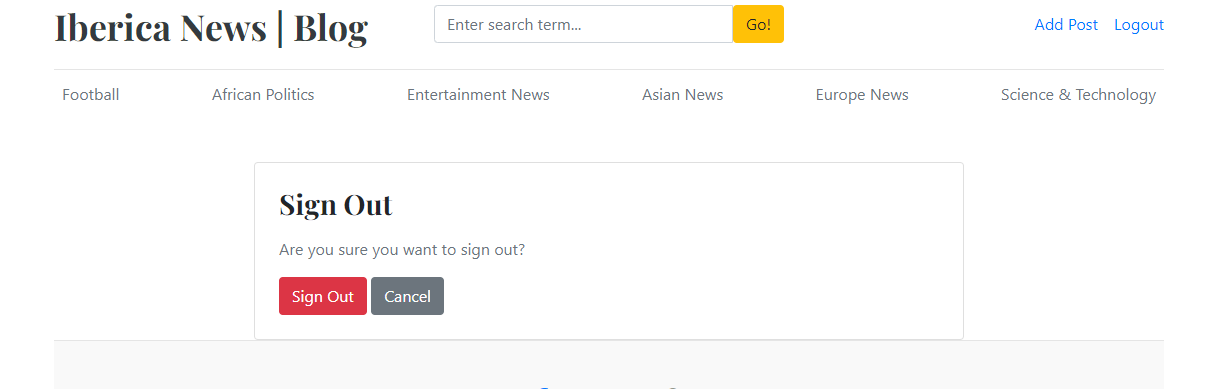 Iberica News | Blog
Enter search term...
Go!
Add Post
Logout
Football
African Politics
Entertainment News
Asian News
Europe News
Science & Technology
Sign Out
Are you sure you want to sign out?
Sign Out
Cancel